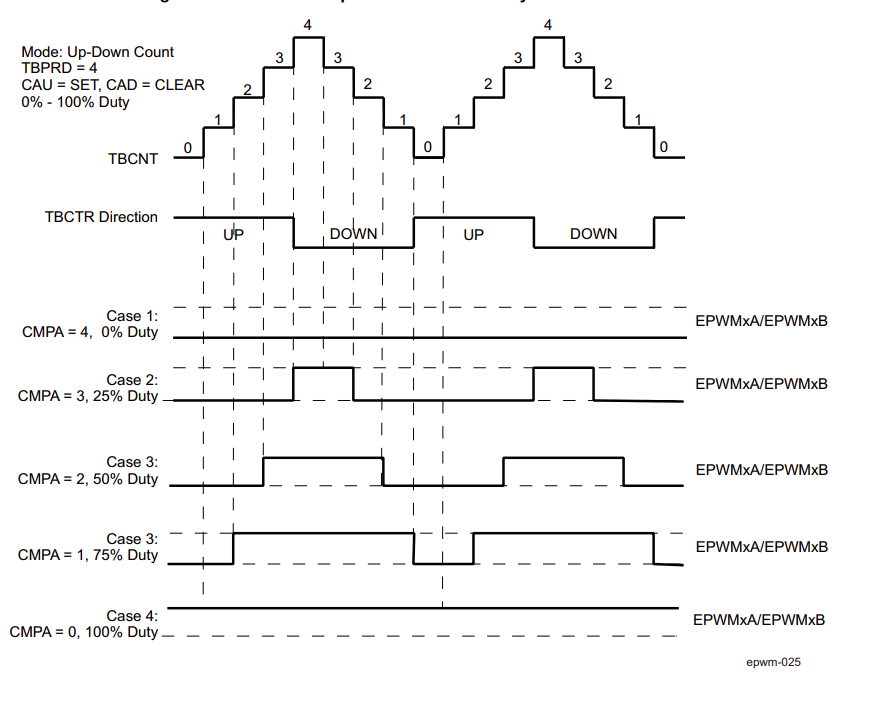 Mode: Up-Down Count
TBPRD = 4
CAU = SET, CAD = CLEAR
0% - 100% Duty
4
4
3
3
3
3
2
2
2
2
1
1
1
1
0
0
0
TBCNT
TBCTR Direction
UP
DOWN
UP
DOWN
Case 1:
CMPA = 4, 0% Duty
EPWMxA/EPWMxB
Case 2:
CMPA = 3, 25% Duty
EPWMxA/EPWMxB
Case 3:
CMPA = 2, 50% Duty
EPWMxA/EPWMxB
Case 3:
CMPA = 1, 75% Duty
EPWMxA/EPWMxB
Case 4:
CMPA = 0, 100% Duty
EPWMxA/EPWMxB
epwm-025